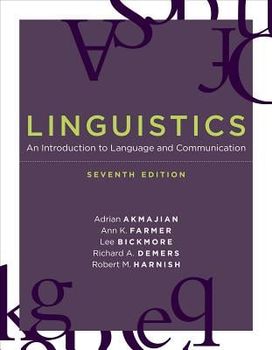 LINGUISTICS
An Introduction to Language and Communication
SEVENTH EDITION
Adrian AKMAJIAN
Ann K. FARMER
Lee BICKMORE
Richard A. DEMERS
Robert M. HARNISH